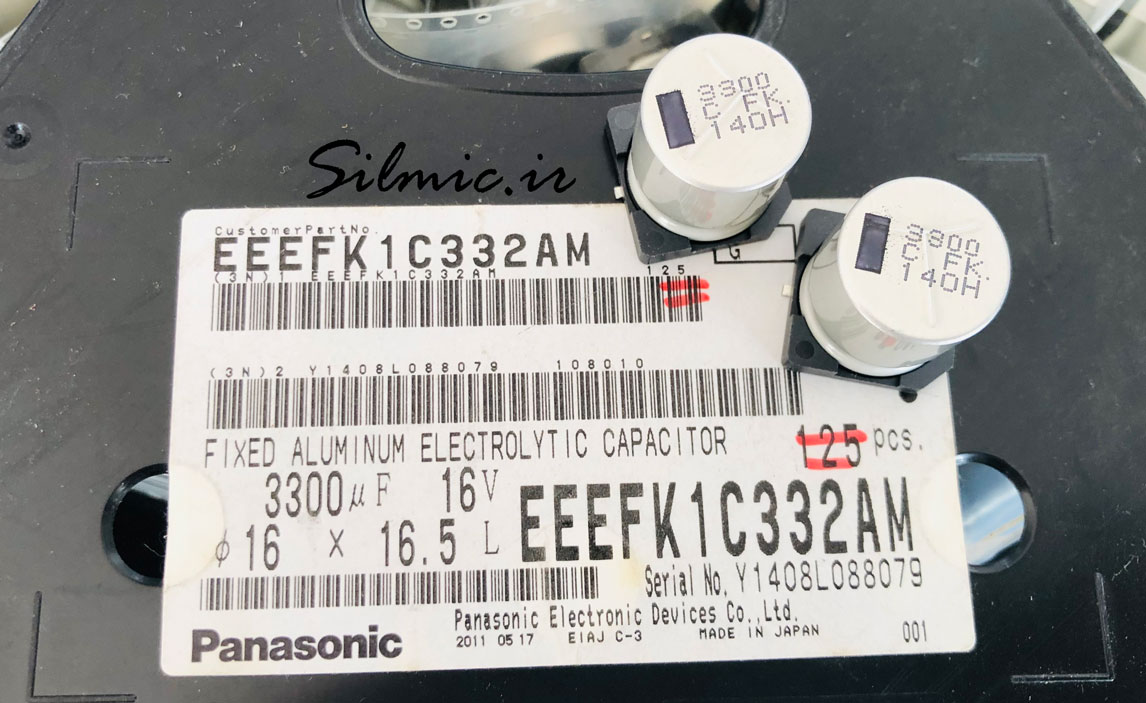 3300
C FK.
140H
3300
C FK.
140H
Silmic.ir
CustomerPartNo.
EEEFK1C332AM
G
(3N)1 EEEFK1C332AM 125
(3N)2 Y1408L088079 108010
FIXED ALUMINUM ELECTROLYTIC CAPACITOR 125 pcs.
3300μF 16V
EEEFK1C332AM
φ16 X 16.5 L
Serial No. Y1408L088079
Panasonic Electronic Devices Co.,Ltd.
Panasonic 2011 05 17 EIAJ C-3 MADE IN JAPAN 001